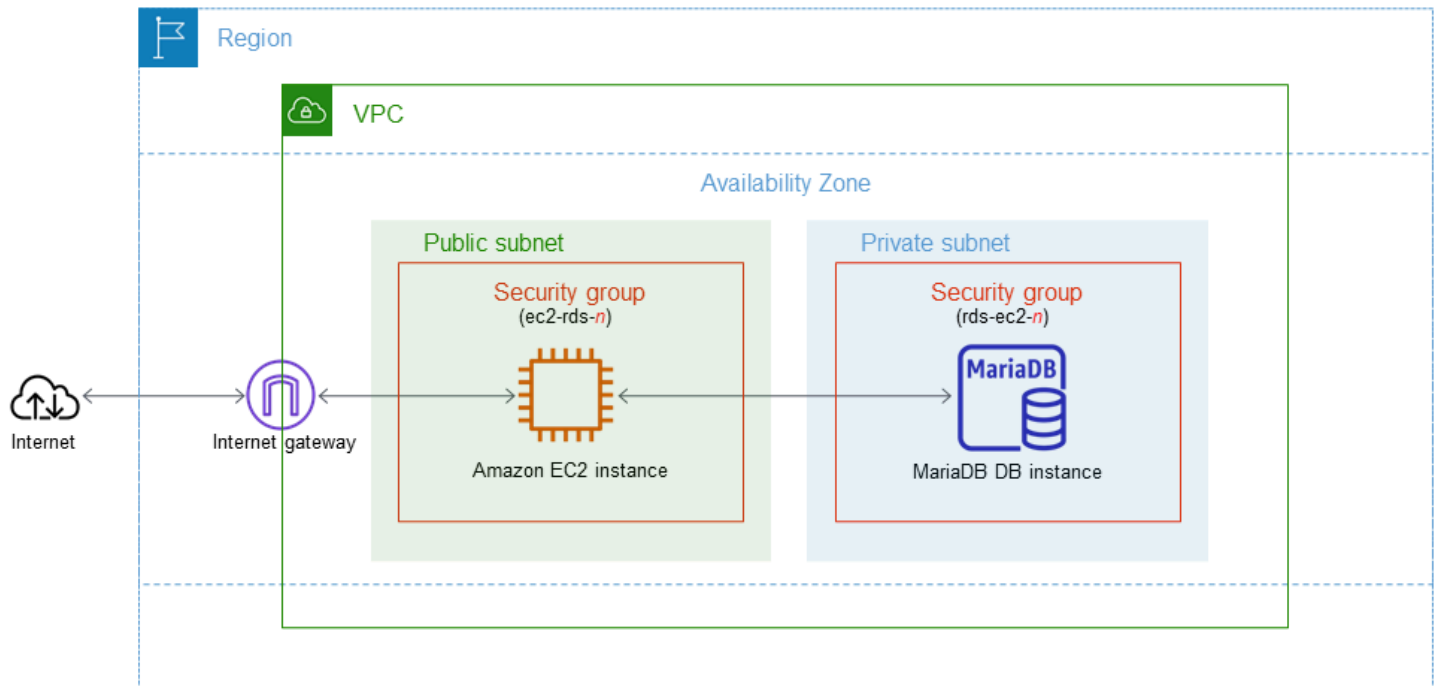 Region
VPC
Availability Zone
Public subnet
Private subnet
Security group
(ec2-rds-n)
Security group
(rds-ec2-n)
MariaDB
Internet
Internet gateway
Amazon EC2 instance
MariaDB DB instance